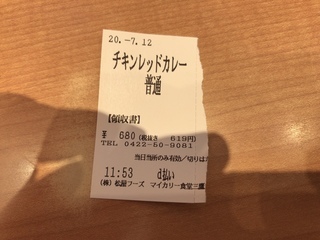 20.-7.12
チキンレッドカレー
普通
【領収書】
¥ 680(税抜き 619円)
TEL 0422-50-9081
当日当所のみ有効／切りは
11:53 d払い
(株)松屋フーズ マイカリー食堂三鷹